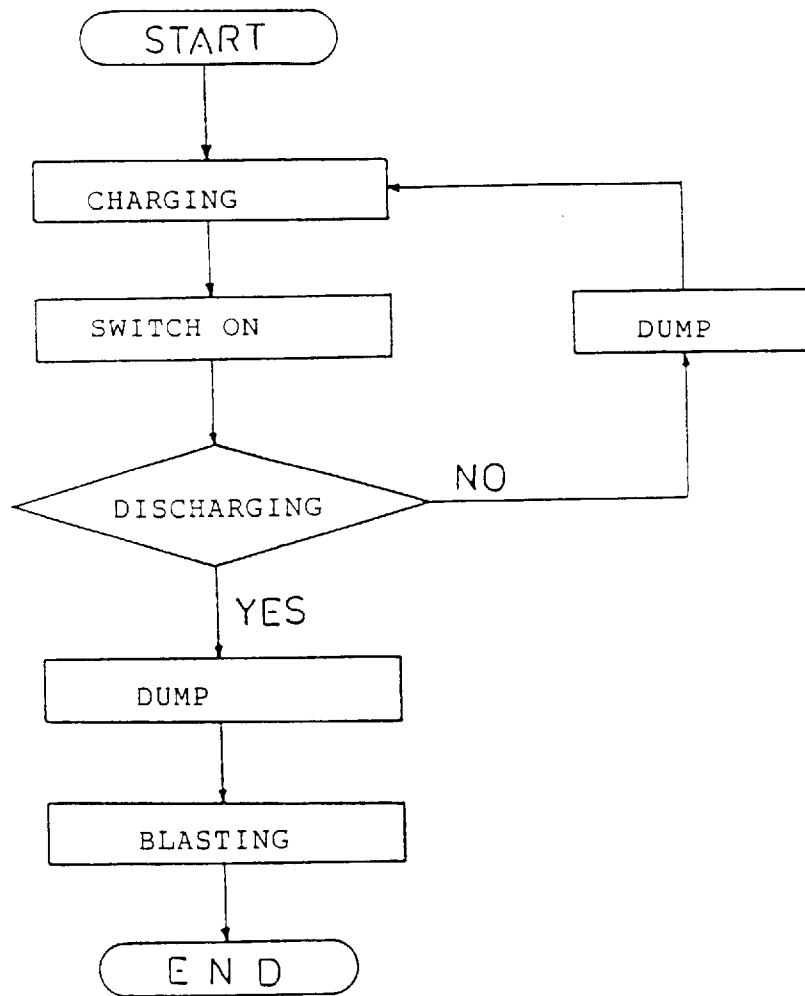 START
CHARGING
SWITCH ON
DUMP
DISCHARGING
NO
YES
DUMP
BLASTING
END